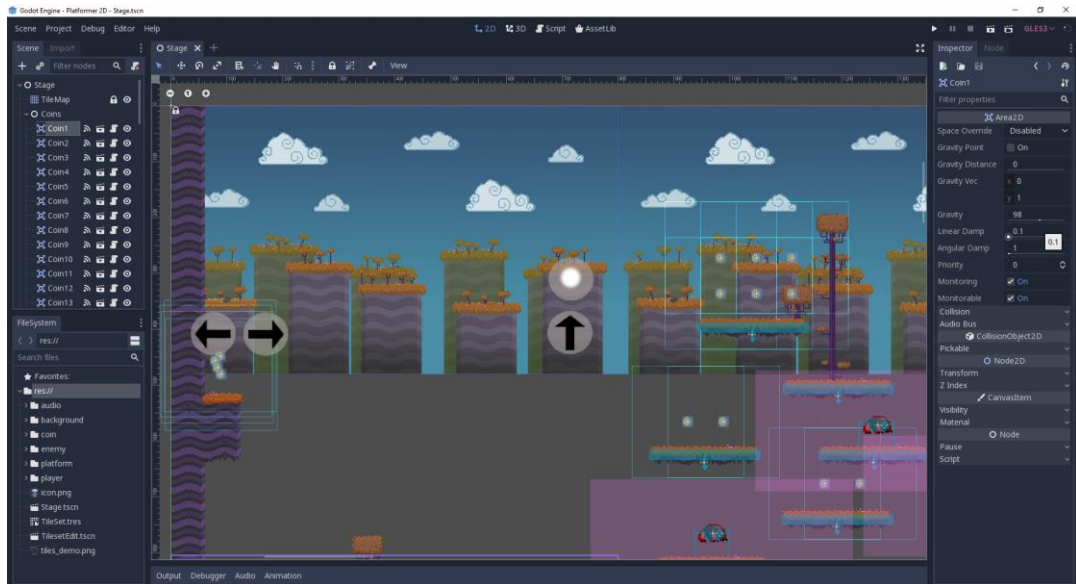 Godot Engine - Platformer 2D - Stage.tscn
Scene Project Debug Editor Help
2D 3D Script AssetLib
GLES3
Scene Import
Filter nodes
Stage
TileMap
Coins
Coin1
Coin2
Coin3
Coin4
Coin5
Coin6
Coin7
Coin8
Coin9
Coin10
Coin11
Coin12
Coin13
FileSystem
res://
Search files
Favorites:
res://
audio
background
coin
enemy
platform
player
icon.png
Stage.tscn
TileSet.tres
TilesetEdit.tscn
tiles_demo.png
Stage
View
Output Debugger Audio Animation
Inspector Node
Coin1
Filter properties
Area2D
Space Override Disabled
Gravity Point On
Gravity Distance 0
Gravity Vec x 0
y 1
Gravity 98
Linear Damp 0.1
0.1
Angular Damp 1
Priority 0
Monitoring On
Monitorable On
Collision
Audio Bus
CollisionObject2D
Pickable
Node2D
Transform
Z Index
CanvasItem
Visibility
Material
Node
Pause
Script